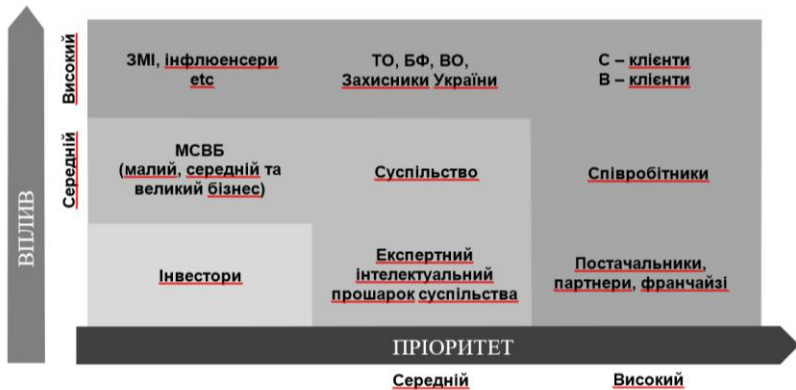 ВПЛИВ
Високий
Середній
ЗМІ, інфлюенсери
etc
ТО, БФ, ВО,
Захисники України
С – клієнти
В – клієнти
МСВБ
(малий, середній та
великий бізнес)
Суспільство
Співробітники
Інвестори
Експертний
інтелектуальний
прошарок суспільства
Постачальники,
партнери, франчайзі
ПРІОРИТЕТ
Середній
Високий